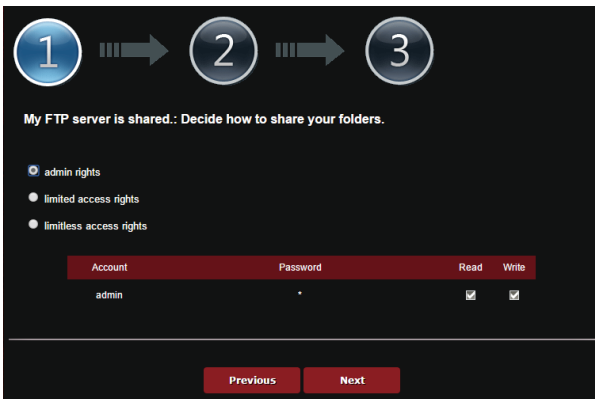 1 2 3
My FTP server is shared.: Decide how to share your folders.
admin rights
limited access rights
limitless access rights
Account Password Read Write
admin *
Previous Next